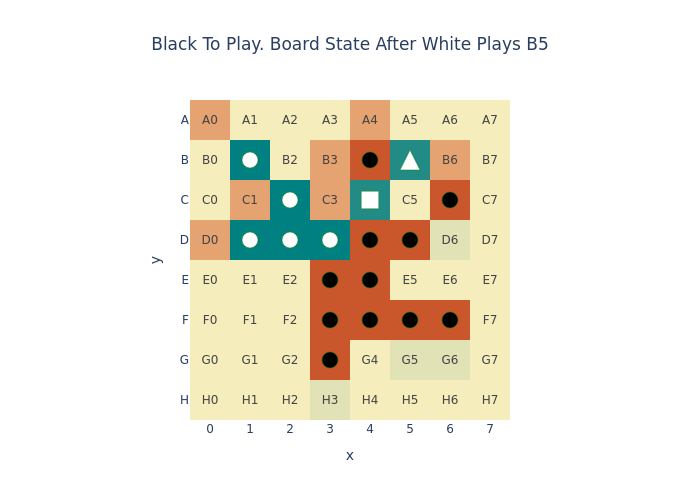 Black To Play. Board State After White Plays B5
A A0 A1 A2 A3 A4 A5 A6 A7
B B0 B2 B3 B6 B7
C C0 C1 C3 C5 C7
D D0 D6 D7
E E0 E1 E2 E5 E6 E7
F F0 F1 F2 F7
G G0 G1 G2 G4 G5 G6 G7
H H0 H1 H2 H3 H4 H5 H6 H7
0 1 2 3 4 5 6 7
x
y